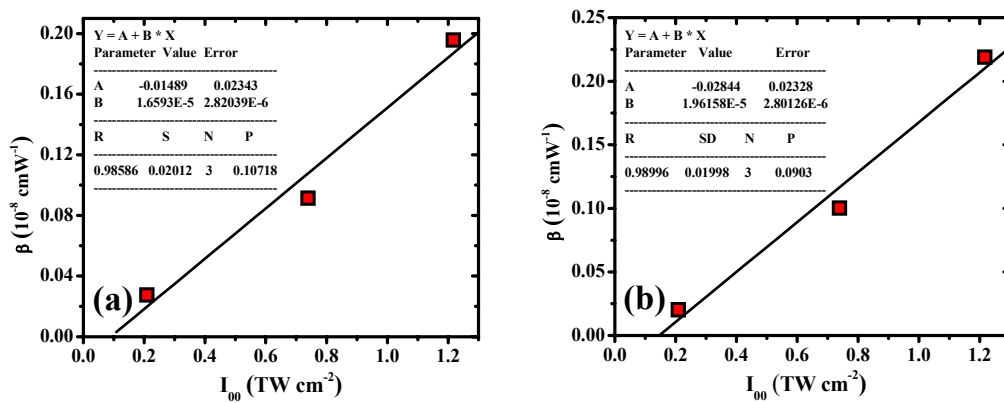 Y = A + B * X
Parameter Value Error
A -0.01489 0.02343
B 1.6593E-5 2.82039E-6
R S N P
0.98586 0.02012 3 0.10718
0.20
0.16
0.12
0.08
0.04
0.00
β (10⁻⁸ cmW⁻¹)
(a)
0.0 0.2 0.4 0.6 0.8 1.0 1.2
I₀₀ (TW cm⁻²)
Y = A + B * X
Parameter Value Error
A -0.02844 0.02328
B 1.96158E-5 2.80126E-6
R SD N P
0.98996 0.01998 3 0.0903
0.25
0.20
0.15
0.10
0.05
0.00
β (10⁻⁸ cmW⁻¹)
(b)
0.0 0.2 0.4 0.6 0.8 1.0 1.2
I₀₀ (TW cm⁻²)